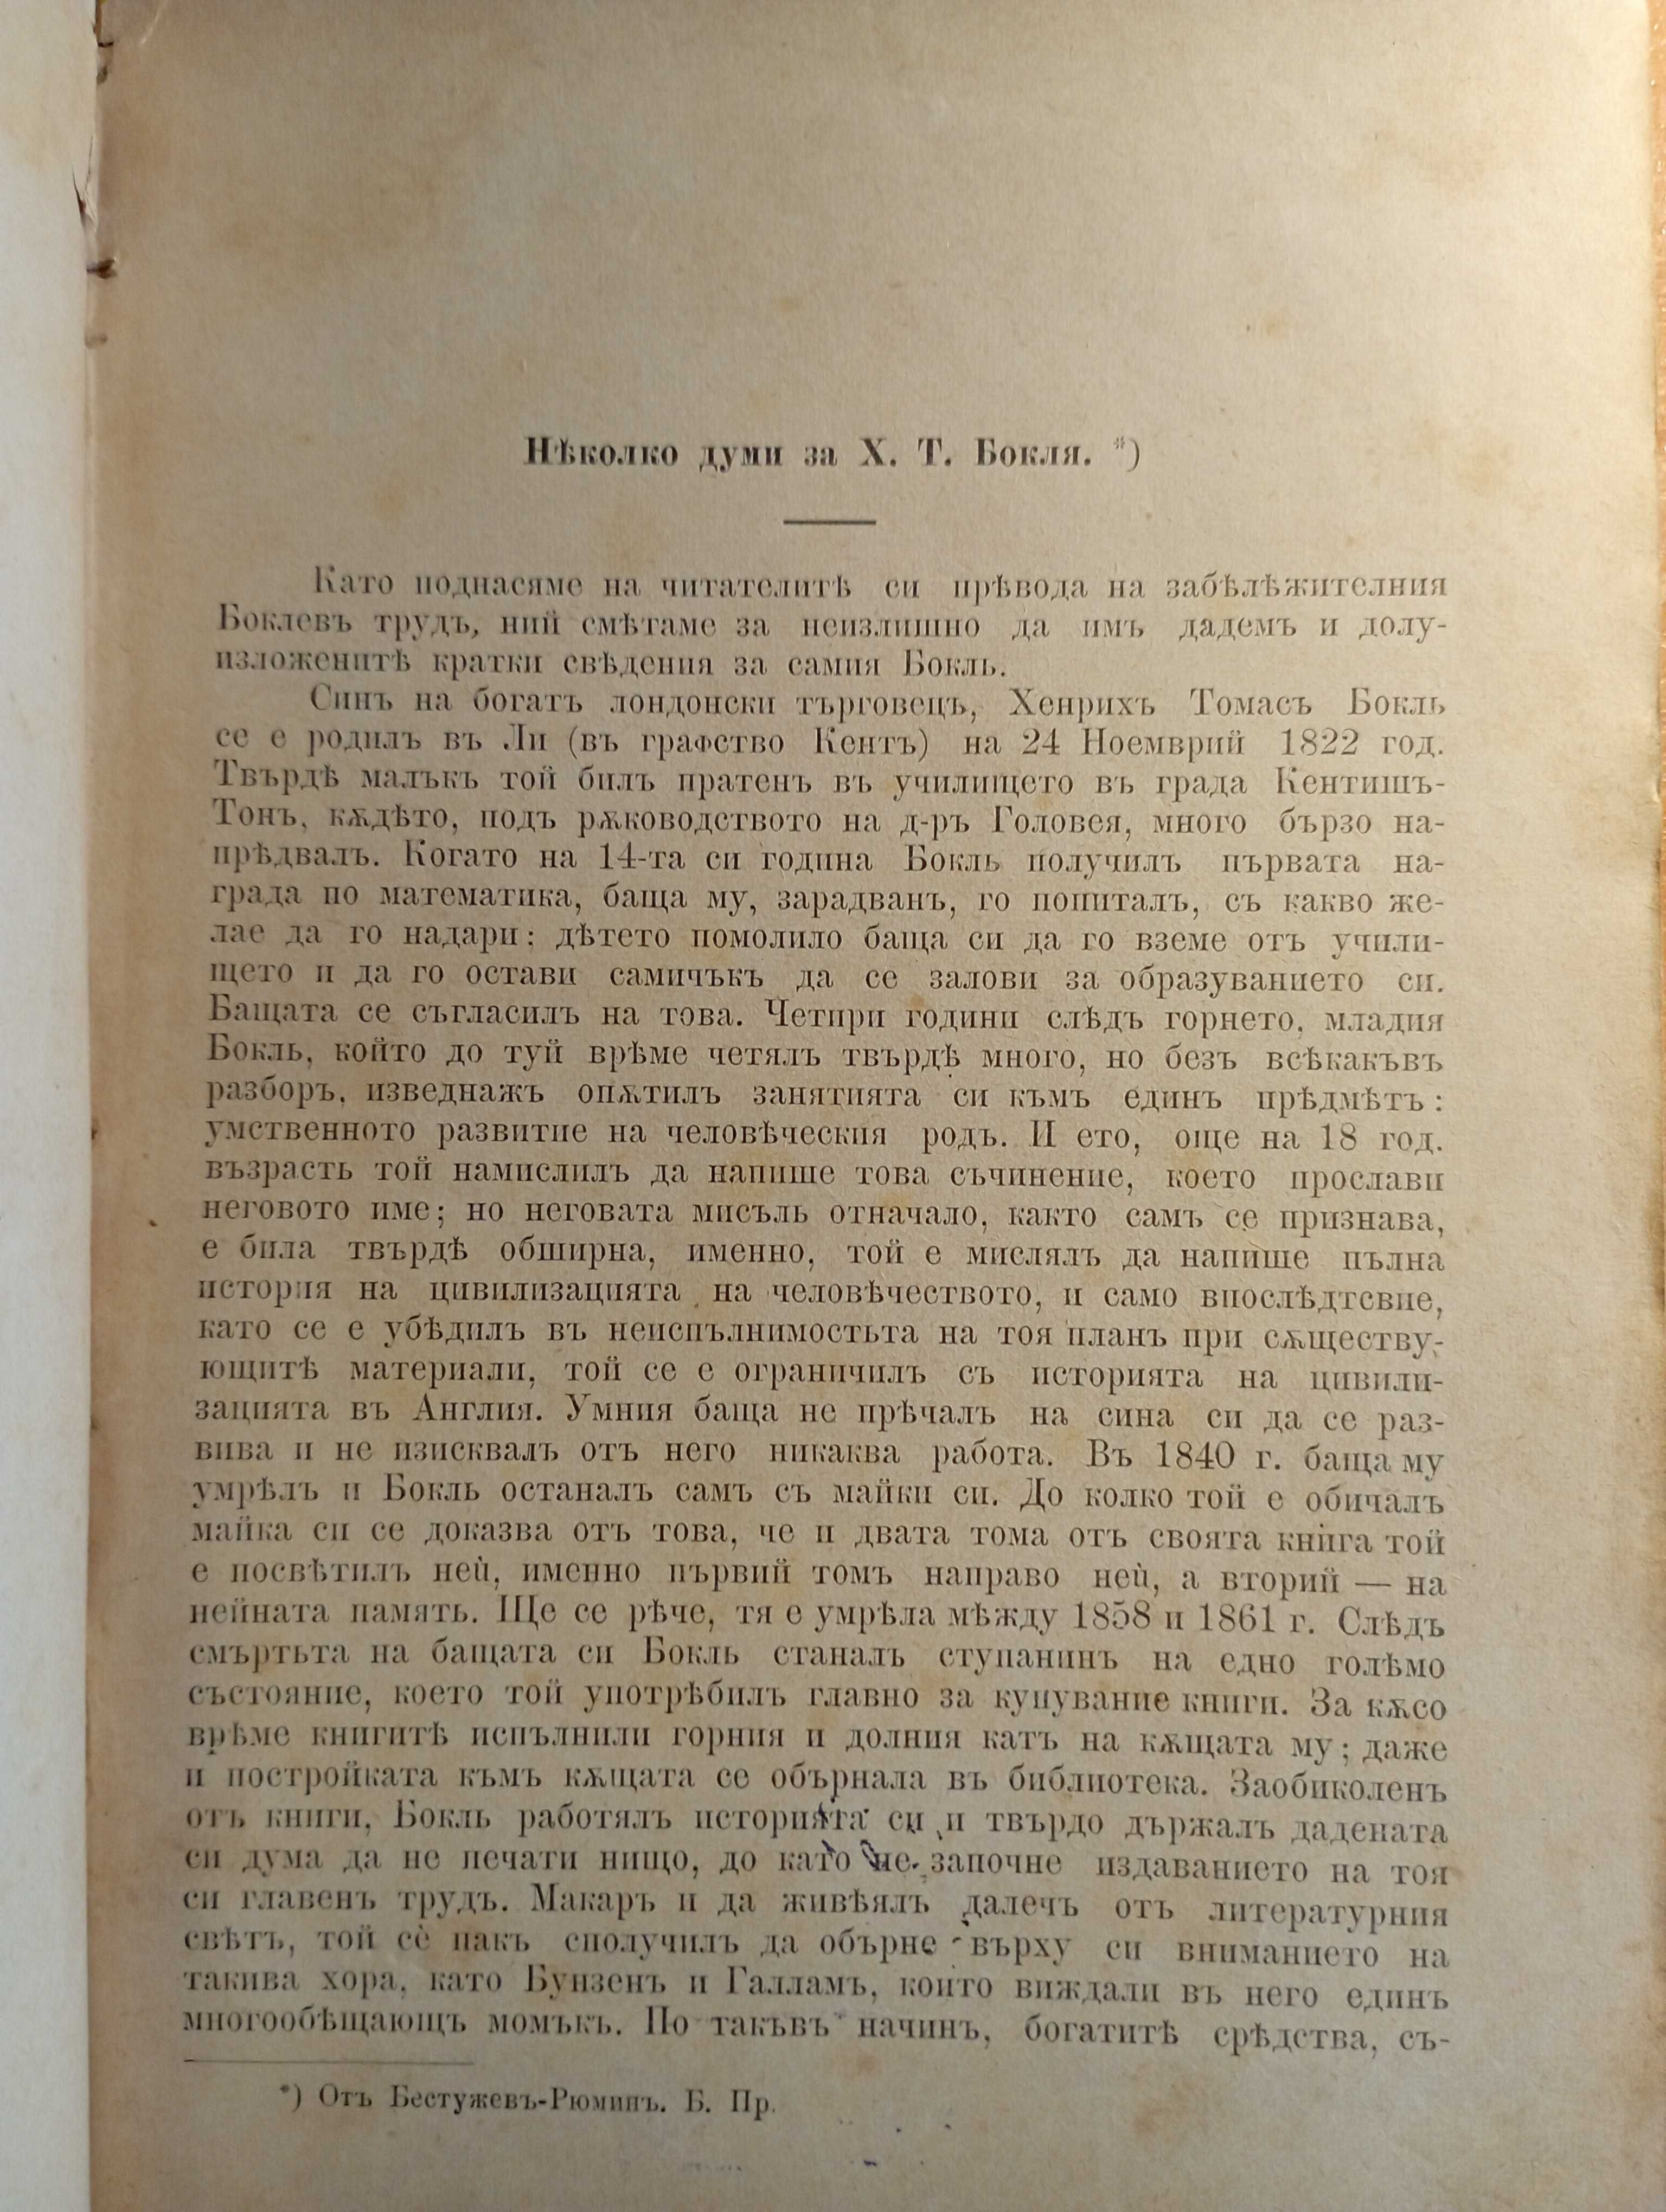 Нѣколко думи за Х. Т. Бокля. *)
Като поднасяме на читателитѣ си прѣвода на забѣлѣжителния
Боклевъ трудъ, ний смѣтаме за неизлишно да имъ дадемъ и долу-
изложенитѣ кратки свѣдения за самия Бокль.
Синъ на богатъ лондонски търговецъ, Хенрихъ Томасъ Бокль
се е родилъ въ Ли (въ графство Кентъ) на 24 Ноемврий 1822 год.
Твърдѣ малъкъ той билъ пратенъ въ училището въ града Кентишъ-
Тонъ, кѫдѣто, подъ рѫководството на д-ръ Головея, много бързо на-
прѣдвалъ. Когато на 14-та си година Бокль получилъ първата на-
града по математика, баща му, зарадванъ, го попиталъ, съ какво же-
лае да го надари; дѣтето помолило баща си да го вземе отъ учили-
щето и да го остави самичъкъ да се залови за образуванието си.
Бащата се съгласилъ на това. Четири години слѣдъ горнето, младия
Бокль, който до туй врѣме четялъ твърдѣ много, но безъ всѣкакъвъ
разборъ, изведнажъ опѫтилъ занятията си към единъ прѣдмѣтъ:
умственното развитие на человѣческия родъ. И ето, още на 18 год.
възрасть той намислилъ да напише това съчинение, което прослави
неговото име; но неговата мисъль отначало, както самъ се признава,
е била твърдѣ обширна, именно, той е мислялъ да напише пълна
история на цивилизацията на человѣчеството, и само впослѣдтсвие,
като се е убѣдилъ въ неиспълнимостьта на тоя планъ при сѫществу-
ющитѣ материали, той се е ограничилъ съ историята на цивили-
зацията въ Англия. Умния баща не прѣчалъ на сина си да се раз-
вива и не изисквалъ отъ него никаква работа. Въ 1840 г. баща му
умрѣлъ и Бокль останалъ самъ съ майки си. До колко той е обичалъ
майка си се доказва отъ това, че и двата тома отъ своята книга той
е посвѣтилъ неѝ, именно първий томъ направо неѝ, а вторий — на
нейната память. Ще се рѣче, тя е умрѣла мѣжду 1858 и 1861 г. Слѣдъ
смъртьта на бащата си Бокль станалъ ступанинъ на едно голѣмо
състояние, което той употрѣбилъ главно за купувание книги. За кѫсо
врѣме книгитѣ испълнили горния и долния катъ на кѫщата му; даже
и постройката къмъ кѫщата се обърнала въ библиотека. Заобиколенъ
отъ книги, Бокль работялъ историята си и твърдо държалъ дадената
си дума да не печати нищо, до като не започне издаванието на тоя
си главенъ трудъ. Макаръ и да живѣялъ далечъ отъ литературния
свѣтъ, той сѐ пакъ сполучилъ да обърне върху си вниманието на
такива хора, като Бунзенъ и Галламъ, които виждали въ него единъ
многообѣщающъ момъкъ. По такъвъ начинъ, богатитѣ срѣдства, съ-
*) Отъ Бестужевъ-Рюминъ. Б. Пр.